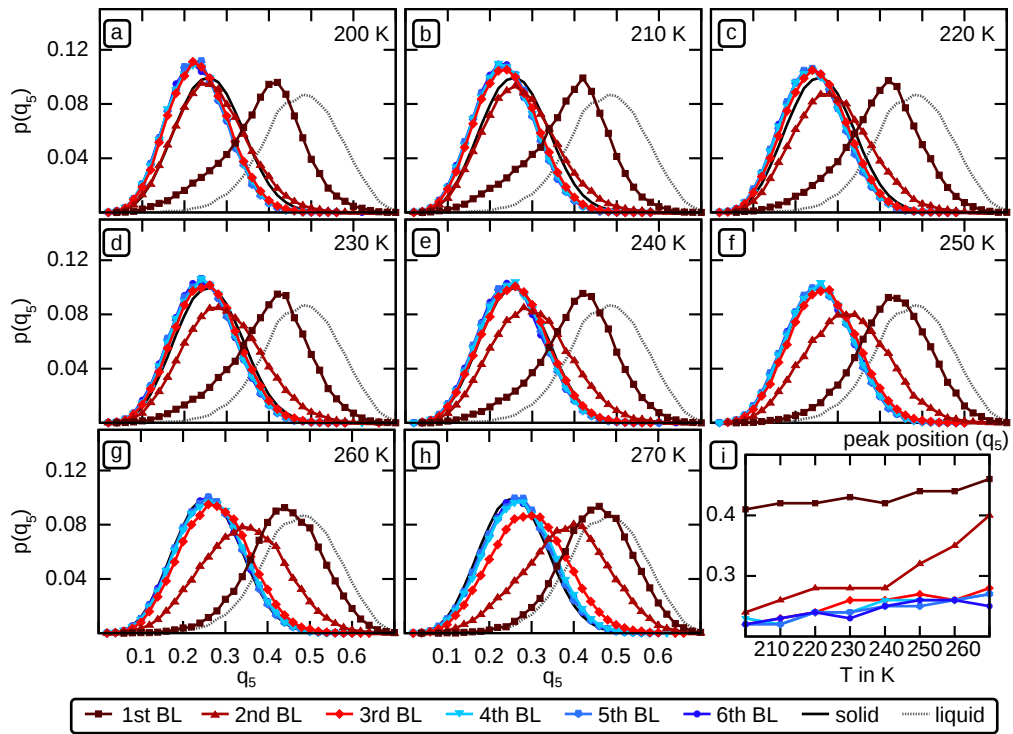 a 200 K
b 210 K
c 220 K
0.12
0.08
0.04
p(q5)
d 230 K
e 240 K
f 250 K
0.12
0.08
0.04
p(q5)
g 260 K
h 270 K
i peak position (q5)
0.12
0.08
0.04
p(q5)
0.4
0.3
0.1 0.2 0.3 0.4 0.5 0.6
0.1 0.2 0.3 0.4 0.5 0.6
210 220 230 240 250 260
q5
q5
T in K
1st BL 2nd BL 3rd BL 4th BL 5th BL 6th BL solid liquid